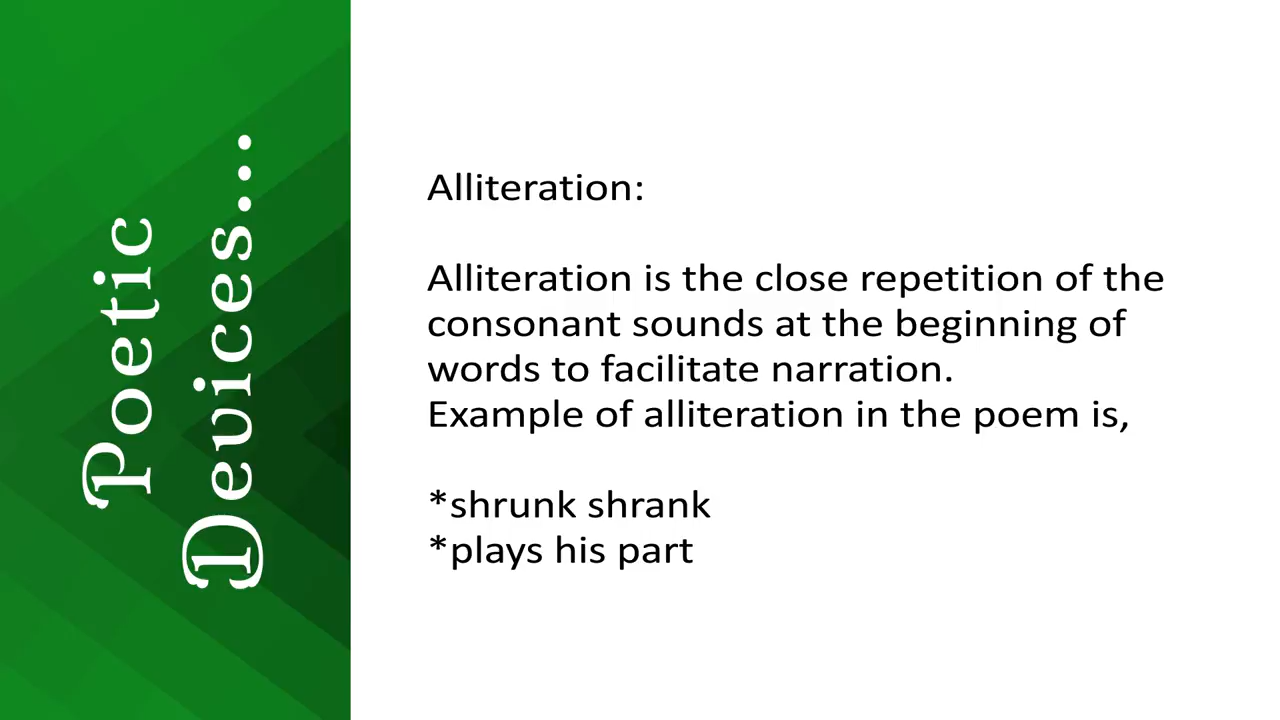 Poetic
Devices...
Alliteration:
Alliteration is the close repetition of the
consonant sounds at the beginning of
words to facilitate narration.
Example of alliteration in the poem is,
*shrunk shrank
*plays his part